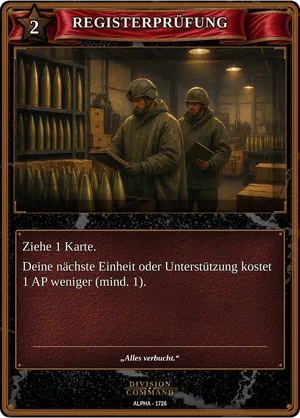 2
REGISTERPRÜFUNG
Ziehe 1 Karte.
Deine nächste Einheit oder Unterstützung kostet
1 AP weniger (mind. 1).
„Alles verbucht.“
DIVISION
COMMAND
ALPHA - 1726